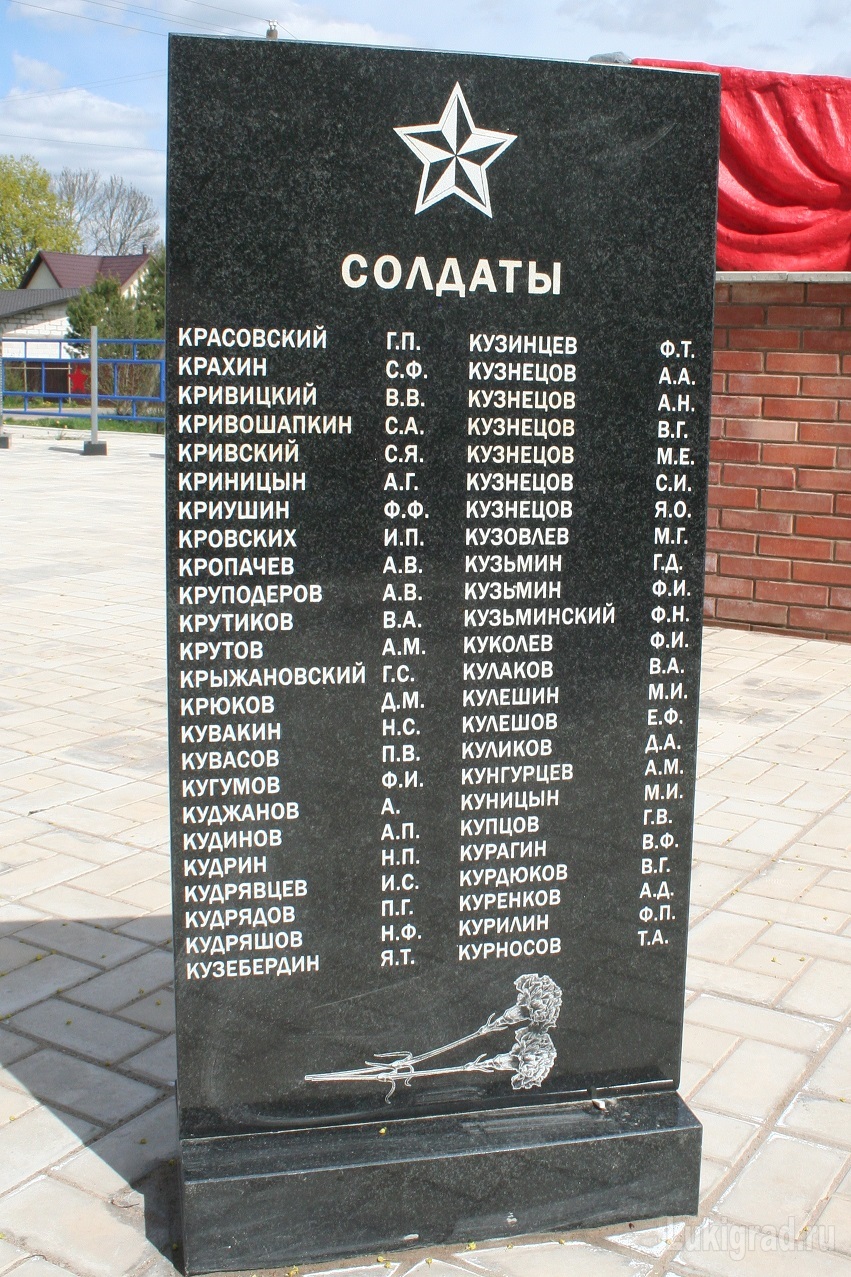 СОЛДАТЫ
КРАСОВСКИЙ Г.П.
КРАХИН С.Ф.
КРИВИЦКИЙ В.В.
КРИВОШАПКИН С.А.
КРИВСКИЙ С.Я.
КРИНИЦЫН А.Г.
КРИУШИН Ф.Ф.
КРОВСКИХ И.П.
КРОПАЧЕВ А.В.
КРУПОДЕРОВ А.В.
КРУТИКОВ В.А.
КРУТОВ А.М.
КРЫЖАНОВСКИЙ Г.С.
КРЮКОВ Д.М.
КУВАКИН Н.С.
КУВАСОВ П.В.
КУГУМОВ Ф.И.
КУДЖАНОВ А.
КУДИНОВ А.П.
КУДРИН Н.П.
КУДРЯВЦЕВ И.С.
КУДРЯДОВ П.Г.
КУДРЯШОВ Н.Ф.
КУЗЕБЕРДИН Я.Т.
КУЗИНЦЕВ Ф.Т.
КУЗНЕЦОВ А.А.
КУЗНЕЦОВ А.Н.
КУЗНЕЦОВ В.Г.
КУЗНЕЦОВ М.Е.
КУЗНЕЦОВ С.И.
КУЗНЕЦОВ Я.О.
КУЗОВЛЕВ М.Г.
КУЗЬМИН Г.Д.
КУЗЬМИН Ф.И.
КУЗЬМИНСКИЙ Ф.Н.
КУКОЛЕВ Ф.И.
КУЛАКОВ В.А.
КУЛЕШИН М.И.
КУЛЕШОВ Е.Ф.
КУЛИКОВ Д.А.
КУНГУРЦЕВ А.М.
КУНИЦЫН М.И.
КУПЦОВ Г.В.
КУРАГИН В.Ф.
КУРДЮКОВ В.Г.
КУРЕНКОВ А.Д.
КУРИЛИН Ф.П.
КУРНОСОВ Т.А.
Lukigrad.ru